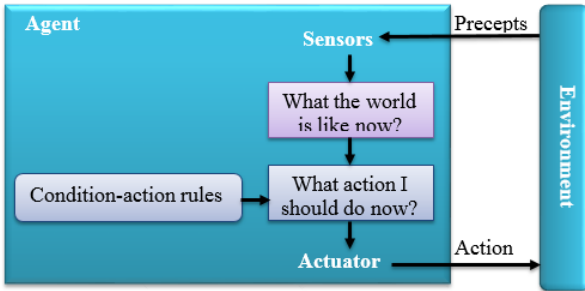 Agent
Precepts
Sensors
What the world
is like now?
Condition-action rules
What action I
should do now?
Environment
Actuator
Action